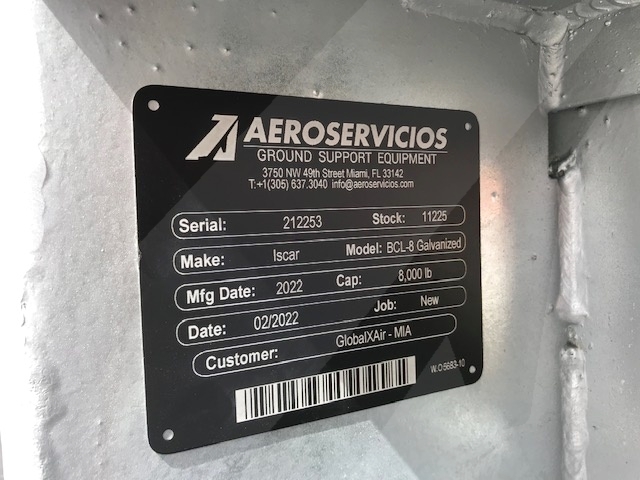 AEROSERVICIOS
GROUND SUPPORT EQUIPMENT
3750 NW 49th Street Miami, FL 33142
T:+1(305) 637.3040 info@aeroservicios.com
Serial: 212253 Stock: 11225
Make: Iscar Model: BCL-8 Galvanized
Mfg Date: 2022 Cap: 8,000 lb
Date: 02/2022 Job: New
Customer: GlobalXAir - MIA
W.O 5683-10